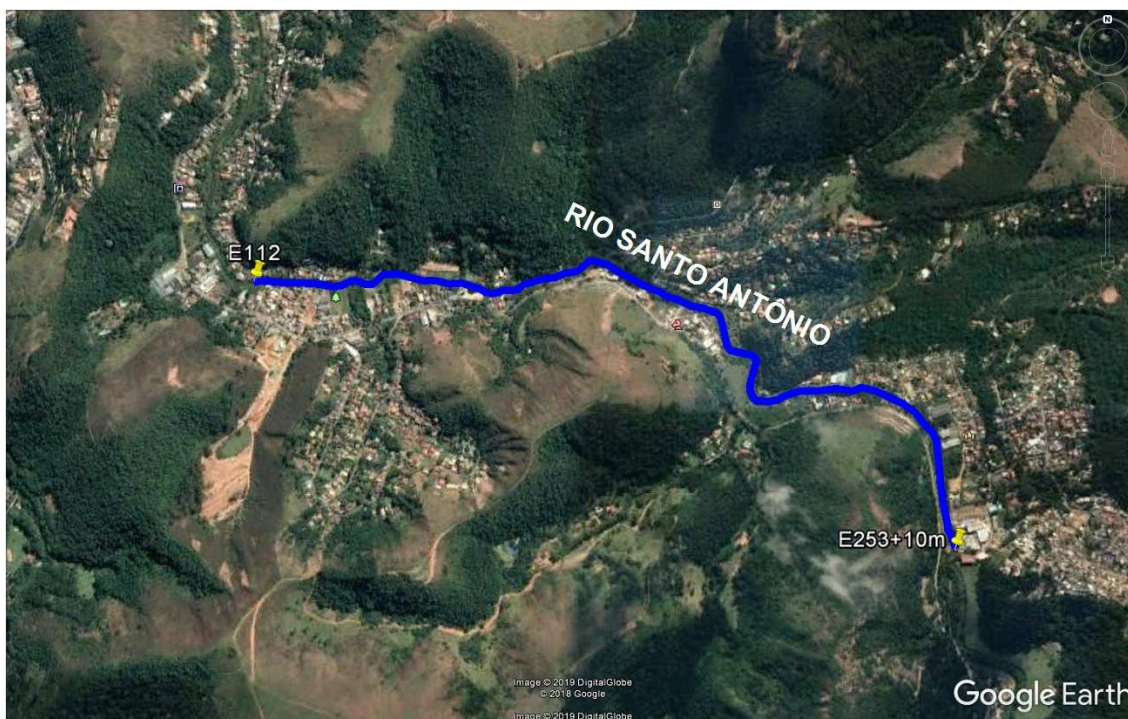 N
RIO SANTO ANTÔNIO
E112
E253+10m
Image © 2019 DigitalGlobe
© 2018 Google
Image © 2019 DigitalGlobe
Google Earth